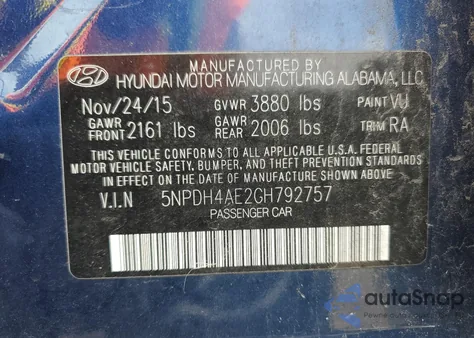 MANUFACTURED BY
HYUNDAI MOTOR MANUFACTURING ALABAMA, LLC
Nov/24/15 GVWR 3880 lbs PAINT VU
GAWR FRONT 2161 lbs GAWR REAR 2006 lbs TRIM RA
THIS VEHICLE CONFORMS TO ALL APPLICABLE U.S.A. FEDERAL
MOTOR VEHICLE SAFETY, BUMPER, AND THEFT PREVENTION STANDARDS
IN EFFECT ON THE DATE OF MANUFACTURE SHOWN ABOVE.
V.I.N 5NPDH4AE2GH792757
PASSENGER CAR
autoSnap